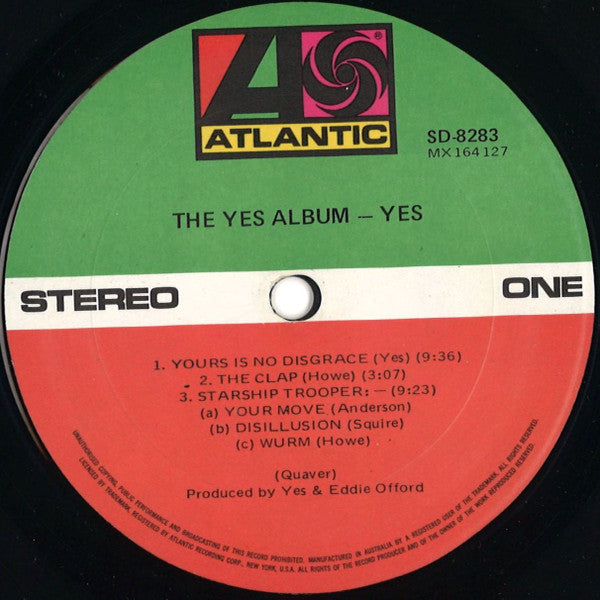 ATLANTIC
®
SD-8283
MX164127
THE YES ALBUM — YES
STEREO
ONE
1. YOURS IS NO DISGRACE (Yes) (9:36)
2. THE CLAP (Howe) (3:07)
3. STARSHIP TROOPER: — (9:23)
(a) YOUR MOVE (Anderson)
(b) DISILLUSION (Squire)
(c) WURM (Howe)
(Quaver)
Produced by Yes & Eddie Offord
UNAUTHORISED COPYING, PUBLIC PERFORMANCE AND BROADCASTING OF THIS RECORD PROHIBITED. MANUFACTURED IN AUSTRALIA BY A REGISTERED USER OF THE TRADEMARK. ALL RIGHTS RESERVED.
LICENSED BY TRADEMARK, REGISTERED BY ATLANTIC RECORDING CORP., NEW YORK, U.S.A. ALL RIGHTS OF THE RECORD PRODUCER AND OF THE OWNER OF THE WORK REPRODUCED RESERVED.